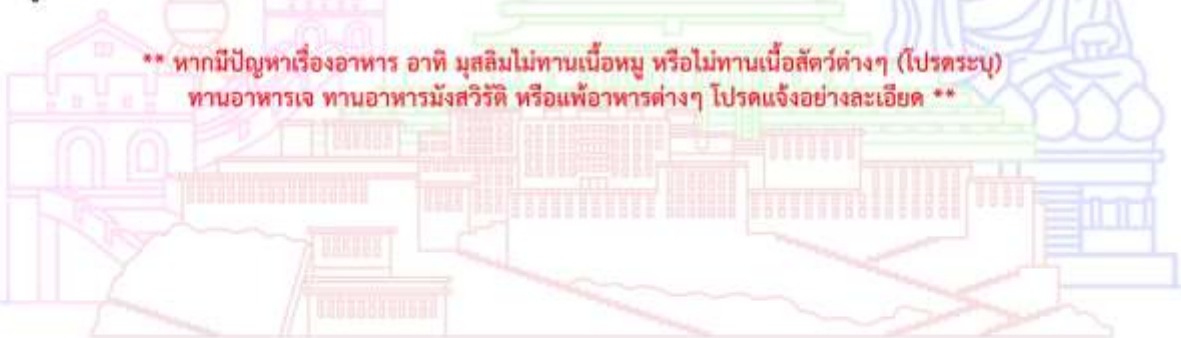 ** หากมีปัญหาเรื่องอาหาร อาทิ มุสลิมไม่ทานเนื้อหมู หรือไม่ทานเนื้อสัตว์ต่างๆ (โปรดระบุ)
ทานอาหารเจ ทานอาหารมังสวิรัติ หรือแพ้อาหารต่างๆ โปรดแจ้งอย่างละเอียด **